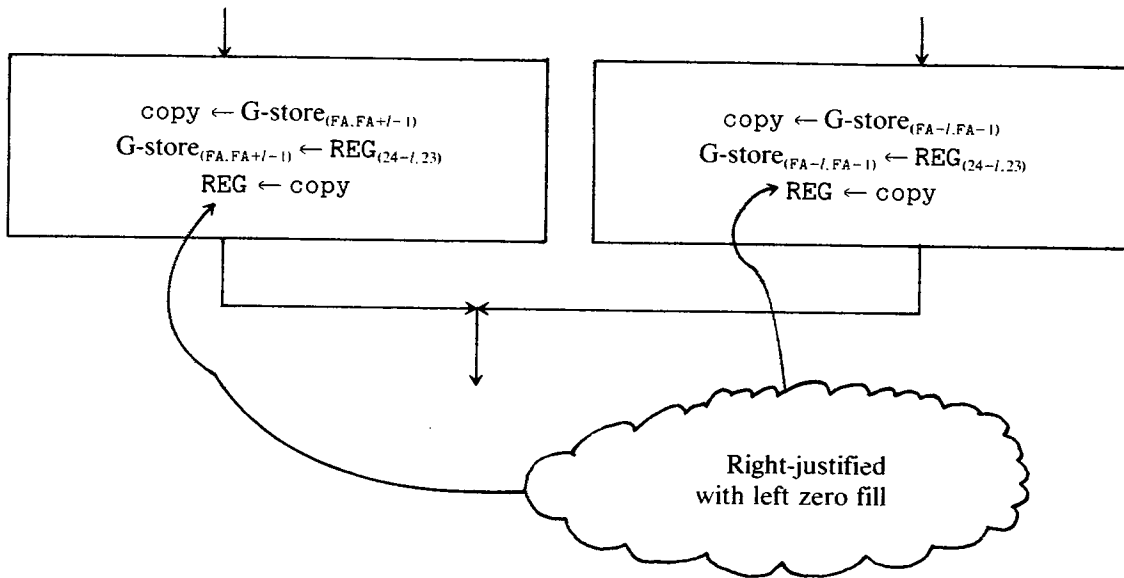 copy ← G-store(FA.FA+l−1)
G-store(FA.FA+l−1) ← REG(24−l.23)
REG ← copy
copy ← G-store(FA−l.FA−1)
G-store(FA−l.FA−1) ← REG(24−l.23)
REG ← copy
Right-justified
with left zero fill